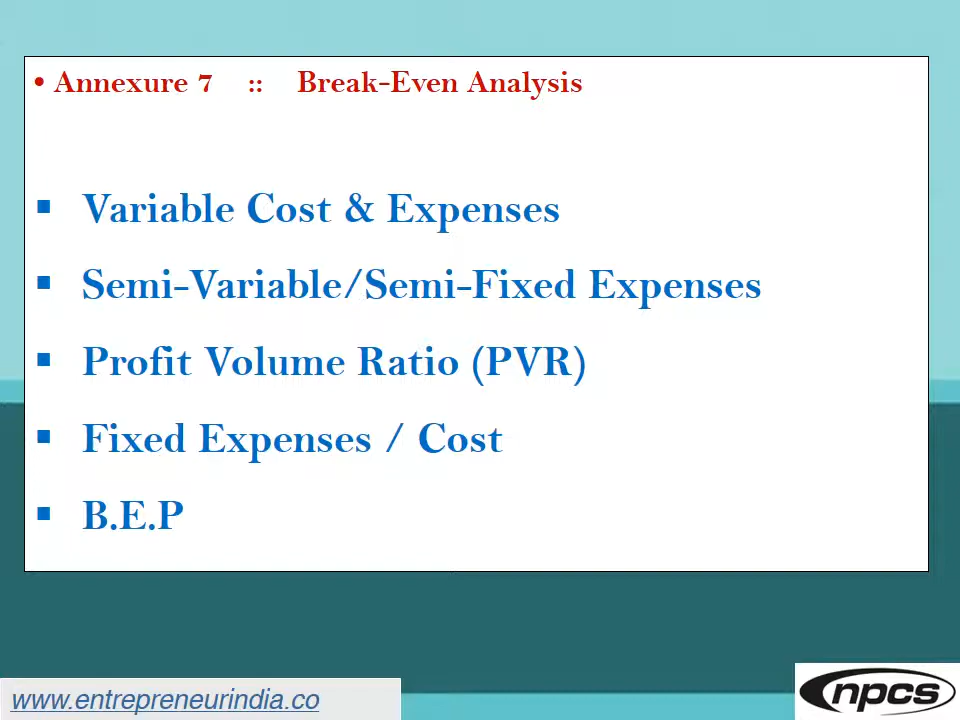 • Annexure 7 :: Break-Even Analysis
▪ Variable Cost & Expenses
▪ Semi-Variable/Semi-Fixed Expenses
▪ Profit Volume Ratio (PVR)
▪ Fixed Expenses / Cost
▪ B.E.P
www.entrepreneurindia.co
npcs